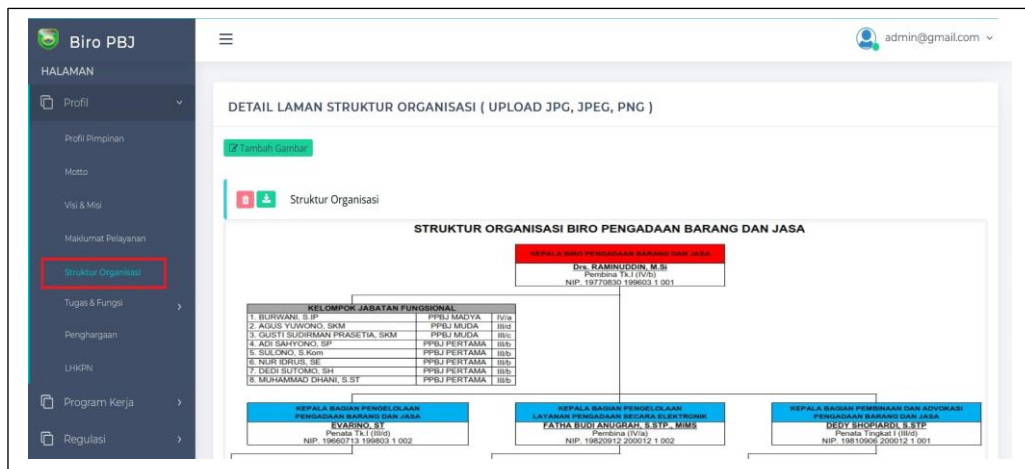 Biro PBJ
admin@gmail.com
HALAMAN
Profil
Profil Pimpinan
Motto
Visi & Misi
Maklumat Pelayanan
Struktur Organisasi
Tugas & Fungsi
Penghargaan
LHKPN
Program Kerja
Regulasi
DETAIL LAMAN STRUKTUR ORGANISASI ( UPLOAD JPG, JPEG, PNG )
Tambah Gambar
Struktur Organisasi
STRUKTUR ORGANISASI BIRO PENGADAAN BARANG DAN JASA
KEPALA BIRO PENGADAAN BARANG DAN JASA
Drs. RAMINUDDIN, M.Si
Pembina Tk.I (IV/b)
NIP. 19770830 199603 1 001
KELOMPOK JABATAN FUNGSIONAL
1. BURWANI, S.IP PPBJ MADYA IV/a
2. AGUS YUWONO, SKM PPBJ MUDA III/d
3. GUSTI SUDIRMAN PRASETIA, SKM PPBJ MUDA III/c
4. ADI SAHYONO, SP PPBJ PERTAMA III/b
5. SULONO, S.Kom PPBJ PERTAMA III/b
6. NUR IDRUS, SE PPBJ PERTAMA III/b
7. DEDI SUTOMO, SH PPBJ PERTAMA III/b
8. MUHAMMAD DHANI, S.ST PPBJ PERTAMA III/b
KEPALA BAGIAN PENGELOLAAN
PENGADAAN BARANG DAN JASA
EVARINO, ST
Penata Tk.I (III/d)
NIP. 19660713 199803 1 002
KEPALA BAGIAN PENGELOLAAN
LAYANAN PENGADAAN SECARA ELEKTRONIK
FATHA BUDI ANUGRAH, S.STP., MIMS
Pembina (IV/a)
NIP. 19820912 200012 1 002
KEPALA BAGIAN PEMBINAAN DAN ADVOKASI
PENGADAAN BARANG DAN JASA
DEDY SHOPIARDI, S.STP
Penata Tingkat I (III/d)
NIP. 19810906 200012 1 001